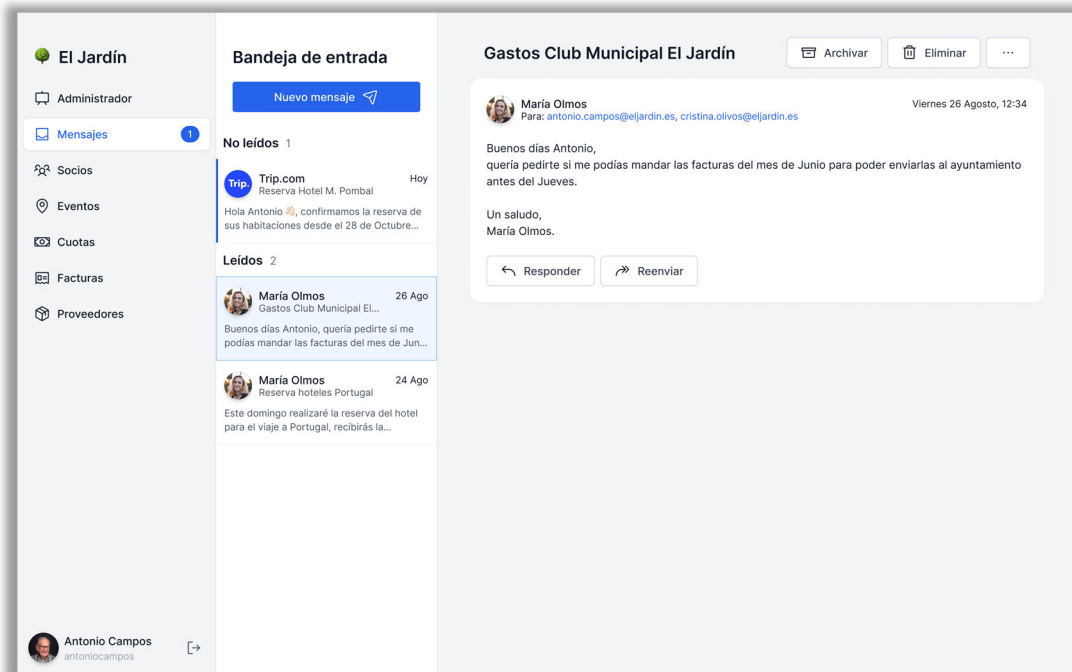 El Jardín
Administrador
Mensajes 1
Socios
Eventos
Cuotas
Facturas
Proveedores
Antonio Campos
antoniocampos
Bandeja de entrada
Nuevo mensaje
No leídos 1
Trip.
Trip.com Hoy
Reserva Hotel M. Pombal
Hola Antonio 👋🏻, confirmamos la reserva de
sus habitaciones desde el 28 de Octubre...
Leídos 2
María Olmos 26 Ago
Gastos Club Municipal El...
Buenos días Antonio, quería pedirte si me
podías mandar las facturas del mes de Jun...
María Olmos 24 Ago
Reserva hoteles Portugal
Este domingo realizaré la reserva del hotel
para el viaje a Portugal, recibirás la...
Gastos Club Municipal El Jardín
Archivar
Eliminar
...
María Olmos Viernes 26 Agosto, 12:34
Para: antonio.campos@eljardin.es, cristina.olivos@eljardin.es
Buenos días Antonio,
quería pedirte si me podías mandar las facturas del mes de Junio para poder enviarlas al ayuntamiento
antes del Jueves.
Un saludo,
María Olmos.
Responder
Reenviar